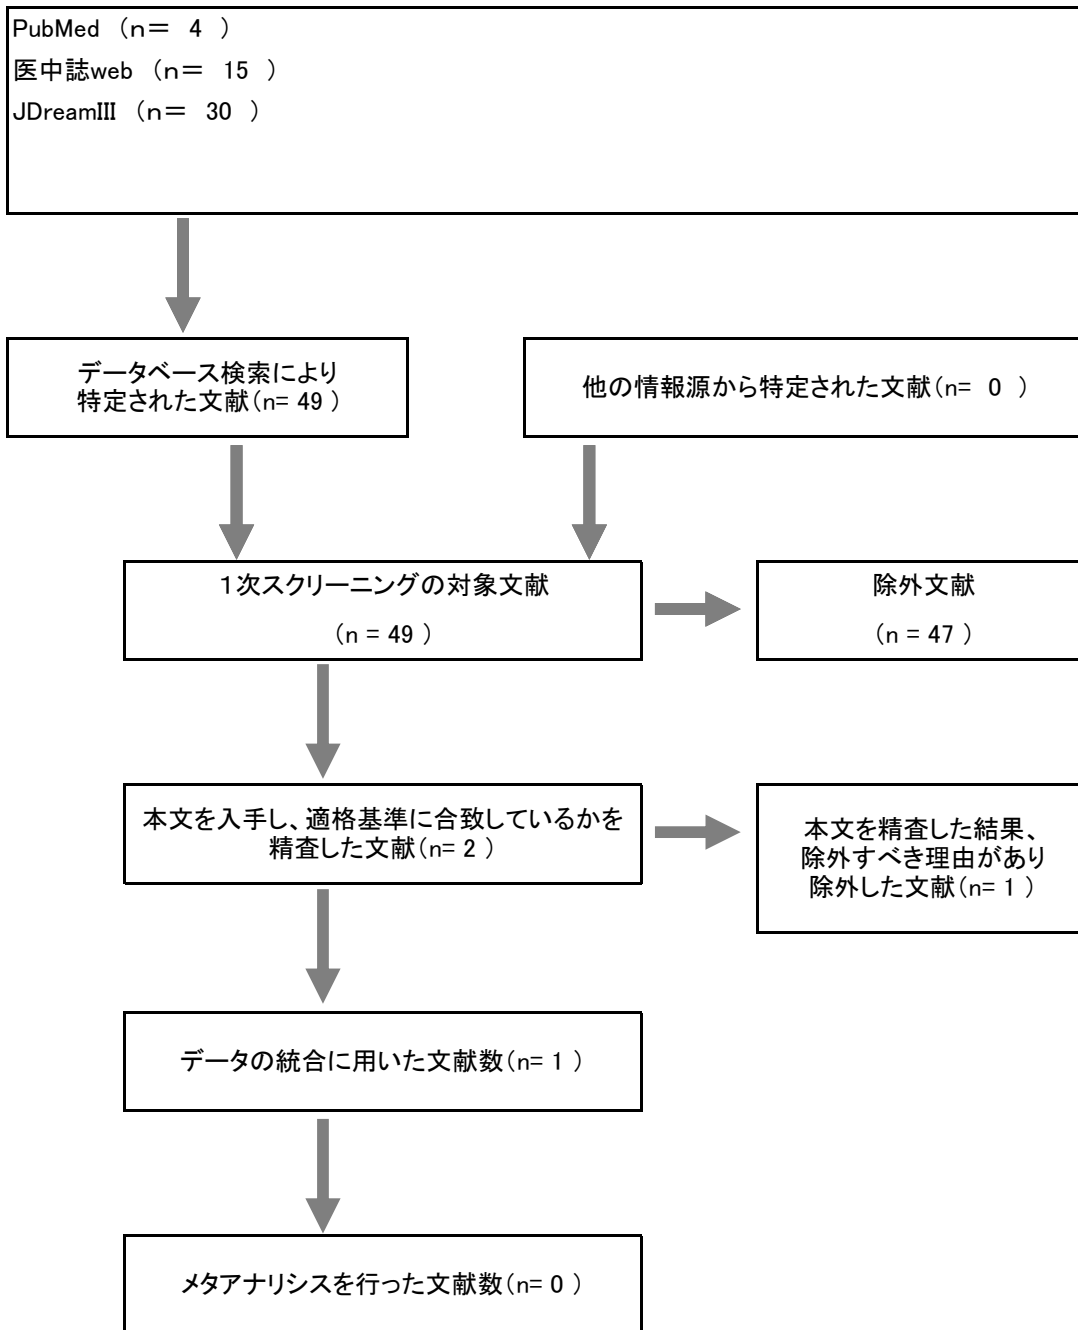 PubMed （n＝ 4 ）
医中誌web （n＝ 15 ）
JDreamIII （n＝ 30 ）
データベース検索により
特定された文献（n= 49 ）
他の情報源から特定された文献（n= 0 ）
１次スクリーニングの対象文献
（n = 49 ）
除外文献
（n = 47 ）
本文を入手し、適格基準に合致しているかを
精査した文献（n= 2 ）
本文を精査した結果、
除外すべき理由があり
除外した文献（n= 1 ）
データの統合に用いた文献数（n= 1 ）
メタアナリシスを行った文献数（n= 0 ）